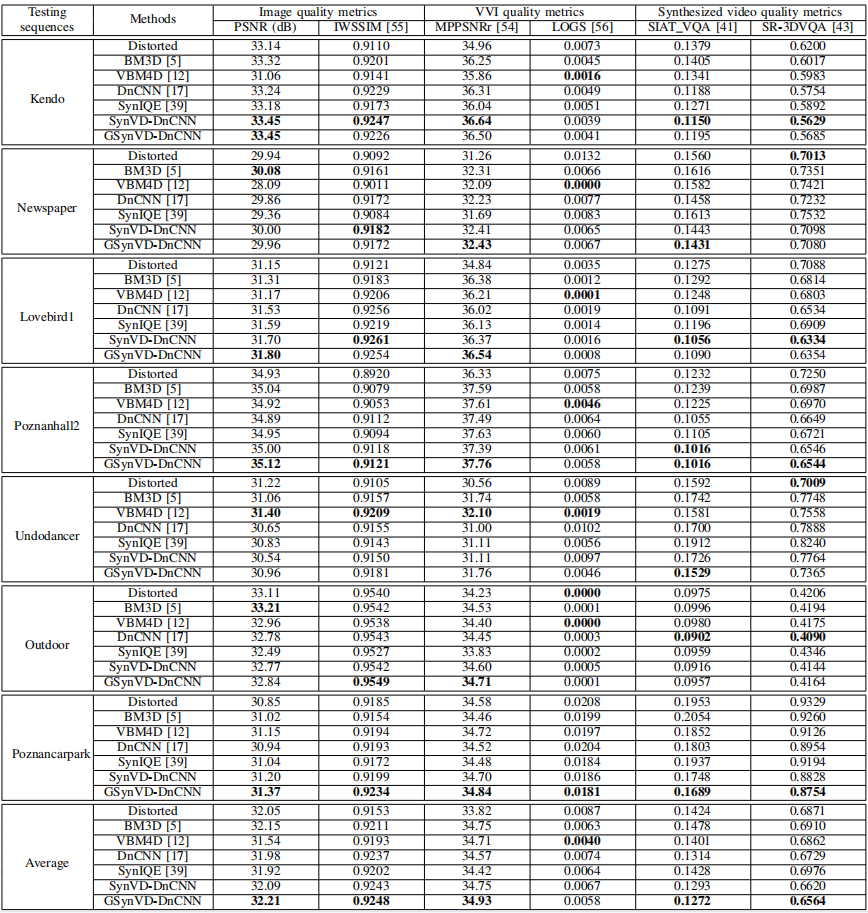 Testing sequences Methods Image quality metrics VVI quality metrics Synthesized video quality metrics
PSNR (dB) IWSSIM [55] MPPSNRr [54] LOGS [56] SIAT_VQA [41] SR-3DVQA [43]
Kendo
Distorted 33.14 0.9110 34.96 0.0073 0.1379 0.6200
BM3D [5] 33.32 0.9201 36.25 0.0045 0.1405 0.6017
VBM4D [12] 31.06 0.9141 35.86 0.0016 0.1341 0.5983
DnCNN [17] 33.24 0.9229 36.31 0.0049 0.1188 0.5754
SynIQE [39] 33.18 0.9173 36.04 0.0051 0.1271 0.5892
SynVD-DnCNN 33.45 0.9247 36.64 0.0039 0.1150 0.5629
GSynVD-DnCNN 33.45 0.9226 36.50 0.0041 0.1195 0.5685
Newspaper
Distorted 29.94 0.9092 31.26 0.0132 0.1560 0.7013
BM3D [5] 30.08 0.9161 32.31 0.0066 0.1616 0.7351
VBM4D [12] 28.09 0.9011 32.09 0.0000 0.1582 0.7421
DnCNN [17] 29.86 0.9172 32.23 0.0077 0.1458 0.7232
SynIQE [39] 29.36 0.9084 31.69 0.0083 0.1613 0.7532
SynVD-DnCNN 30.00 0.9182 32.41 0.0065 0.1443 0.7098
GSynVD-DnCNN 29.96 0.9172 32.43 0.0067 0.1431 0.7080
Lovebird1
Distorted 31.15 0.9121 34.84 0.0035 0.1275 0.7088
BM3D [5] 31.31 0.9183 36.38 0.0012 0.1292 0.6814
VBM4D [12] 31.17 0.9206 36.21 0.0001 0.1248 0.6803
DnCNN [17] 31.53 0.9256 36.02 0.0019 0.1091 0.6534
SynIQE [39] 31.59 0.9219 36.13 0.0014 0.1196 0.6909
SynVD-DnCNN 31.70 0.9261 36.37 0.0016 0.1056 0.6334
GSynVD-DnCNN 31.80 0.9254 36.54 0.0008 0.1090 0.6354
Poznanhall2
Distorted 34.93 0.8920 36.33 0.0075 0.1232 0.7250
BM3D [5] 35.04 0.9079 37.59 0.0058 0.1239 0.6987
VBM4D [12] 34.92 0.9053 37.61 0.0046 0.1225 0.6970
DnCNN [17] 34.89 0.9112 37.49 0.0064 0.1055 0.6649
SynIQE [39] 34.95 0.9094 37.63 0.0060 0.1105 0.6721
SynVD-DnCNN 35.00 0.9118 37.39 0.0061 0.1016 0.6546
GSynVD-DnCNN 35.12 0.9121 37.76 0.0058 0.1016 0.6544
Undodancer
Distorted 31.22 0.9105 30.56 0.0089 0.1592 0.7009
BM3D [5] 31.06 0.9157 31.74 0.0058 0.1742 0.7748
VBM4D [12] 31.40 0.9209 32.10 0.0019 0.1581 0.7558
DnCNN [17] 30.65 0.9155 31.00 0.0102 0.1700 0.7888
SynIQE [39] 30.83 0.9143 31.11 0.0056 0.1912 0.8240
SynVD-DnCNN 30.54 0.9150 31.11 0.0097 0.1726 0.7764
GSynVD-DnCNN 30.96 0.9181 31.76 0.0046 0.1529 0.7365
Outdoor
Distorted 33.11 0.9540 34.23 0.0000 0.0975 0.4206
BM3D [5] 33.21 0.9542 34.53 0.0001 0.0996 0.4194
VBM4D [12] 32.96 0.9538 34.40 0.0000 0.0980 0.4175
DnCNN [17] 32.78 0.9543 34.45 0.0003 0.0902 0.4090
SynIQE [39] 32.49 0.9527 33.83 0.0002 0.0959 0.4346
SynVD-DnCNN 32.77 0.9542 34.60 0.0005 0.0916 0.4144
GSynVD-DnCNN 32.84 0.9549 34.71 0.0001 0.0957 0.4164
Poznancarpark
Distorted 30.85 0.9185 34.58 0.0208 0.1953 0.9329
BM3D [5] 31.02 0.9154 34.46 0.0199 0.2054 0.9260
VBM4D [12] 31.15 0.9194 34.72 0.0197 0.1852 0.9126
DnCNN [17] 30.94 0.9193 34.52 0.0204 0.1803 0.8954
SynIQE [39] 31.04 0.9172 34.48 0.0184 0.1937 0.9194
SynVD-DnCNN 31.20 0.9199 34.70 0.0186 0.1748 0.8828
GSynVD-DnCNN 31.37 0.9234 34.84 0.0181 0.1689 0.8754
Average
Distorted 32.05 0.9153 33.82 0.0087 0.1424 0.6871
BM3D [5] 32.15 0.9211 34.75 0.0063 0.1478 0.6910
VBM4D [12] 31.54 0.9193 34.71 0.0040 0.1401 0.6862
DnCNN [17] 31.98 0.9237 34.57 0.0074 0.1314 0.6729
SynIQE [39] 31.92 0.9202 34.42 0.0064 0.1428 0.6976
SynVD-DnCNN 32.09 0.9243 34.75 0.0067 0.1293 0.6620
GSynVD-DnCNN 32.21 0.9248 34.93 0.0058 0.1272 0.6564